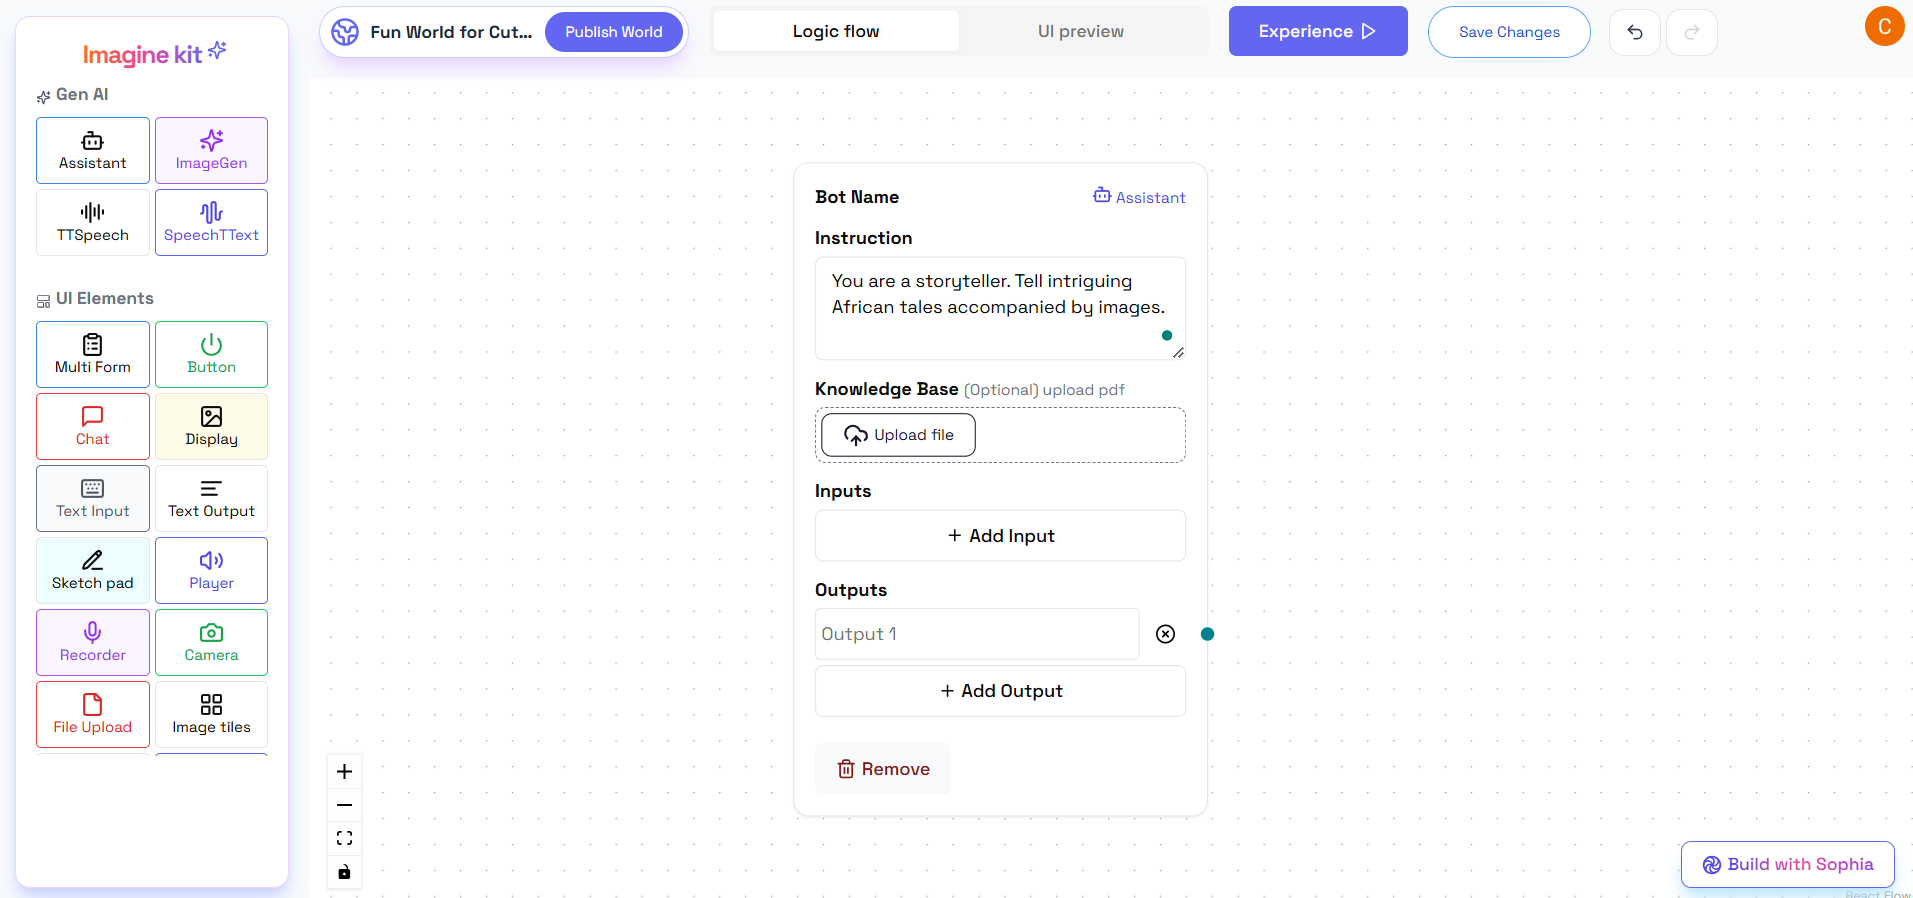 Imagine kit
Gen AI
Assistant
ImageGen
TTSpeech
SpeechTText
UI Elements
Multi Form
Button
Chat
Display
Text Input
Text Output
Sketch pad
Player
Recorder
Camera
File Upload
Image tiles
Fun World for Cut...
Publish World
Logic flow
UI preview
Experience
Save Changes
C
Bot Name
Assistant
Instruction
You are a storyteller. Tell intriguing
African tales accompanied by images.
Knowledge Base (Optional) upload pdf
Upload file
Inputs
+ Add Input
Outputs
Output 1
+ Add Output
Remove
Build with Sophia
React Flow